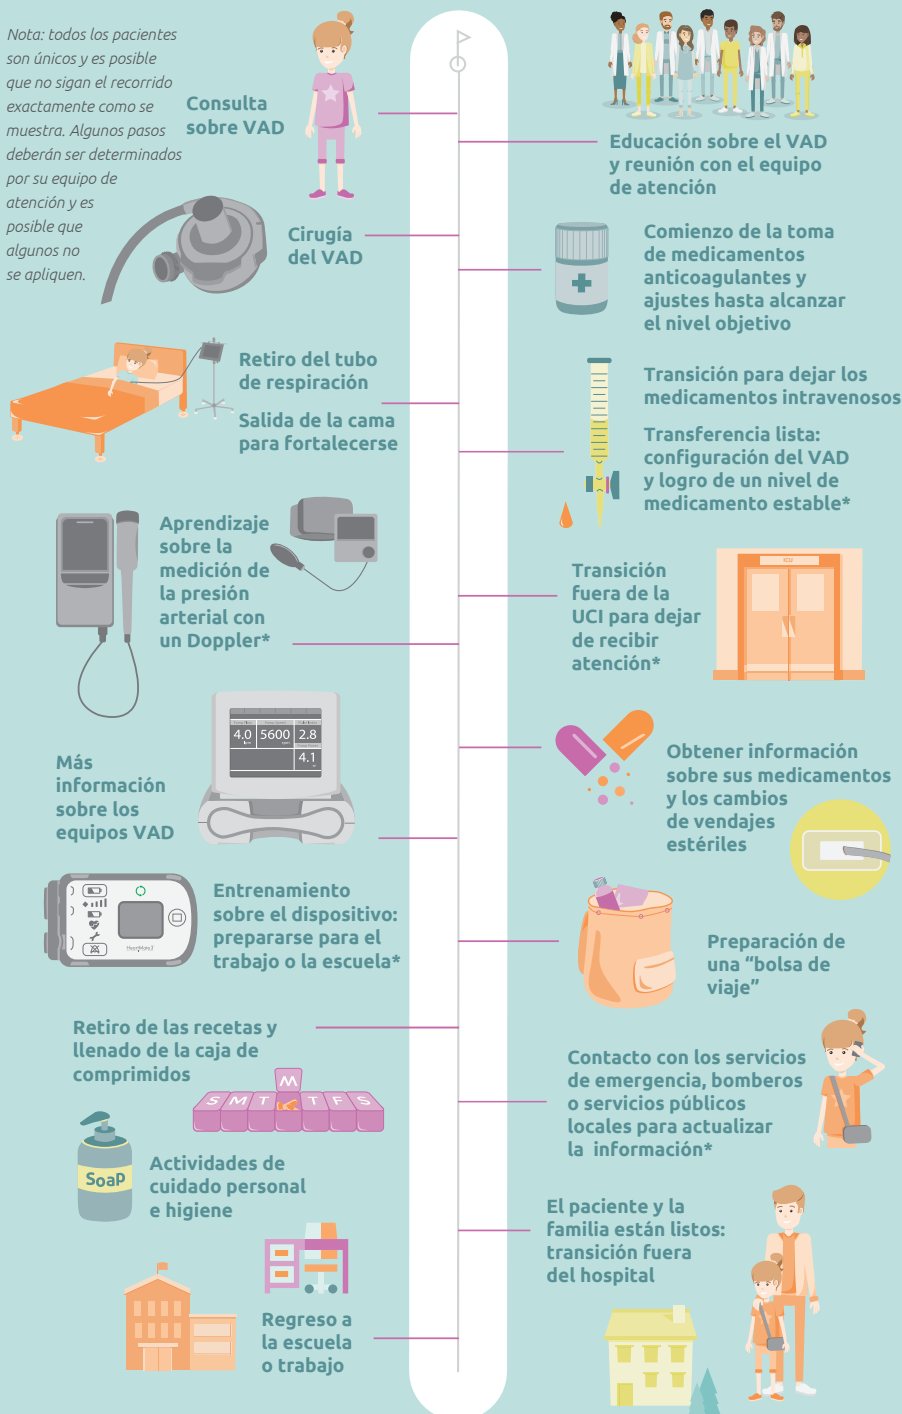 Nota: todos los pacientes
son únicos y es posible
que no sigan el recorrido
exactamente como se
muestra. Algunos pasos
deberán ser determinados
por su equipo de
atención y es
posible que
algunos no
se apliquen.
Consulta
sobre VAD
Educación sobre el VAD
y reunión con el equipo
de atención
Cirugía
del VAD
Comienzo de la toma
de medicamentos
anticoagulantes y
ajustes hasta alcanzar
el nivel objetivo
Retiro del tubo
de respiración
Salida de la cama
para fortalecerse
Transición para dejar los
medicamentos intravenosos
Transferencia lista:
configuración del VAD
y logro de un nivel de
medicamento estable*
Transición
fuera de la
UCI para dejar
de recibir
atención*
Aprendizaje
sobre la
medición de
la presión
arterial con
un Doppler*
Obtener información
sobre sus medicamentos
y los cambios
de vendajes
estériles
4.0 5600 2.8
4.1
Más
información
sobre los
equipos VAD
Preparación de
una “bolsa de
viaje”
Entrenamiento
sobre el dispositivo:
prepararse para el
trabajo o la escuela*
Retiro de las recetas y
llenado de la caja de
comprimidos
M
S M T T F S
Contacto con los servicios
de emergencia, bomberos
o servicios públicos
locales para actualizar
la información*
Soap
Actividades de
cuidado personal
e higiene
El paciente y la
familia están listos:
transición fuera
del hospital
Regreso a
la escuela
o trabajo